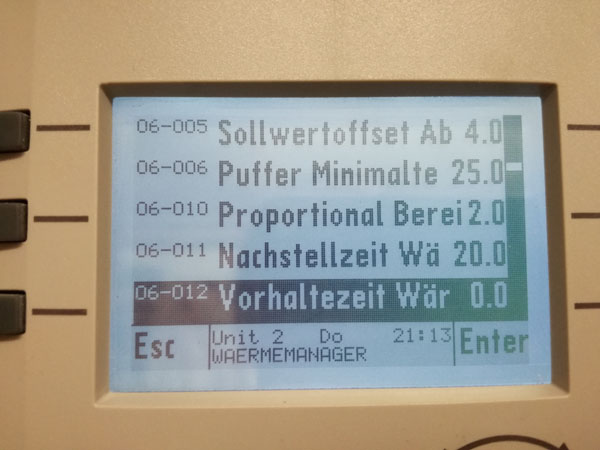 06-005 Sollwertoffset Ab 4.0
06-006 Puffer Minimalte 25.0
06-010 Proportional Berei 2.0
06-011 Nachstellzeit Wä 20.0
06-012 Vorhaltezeit Wär 0.0
Esc Unit 2 Do 21:13 Enter
WAERMEMANAGER